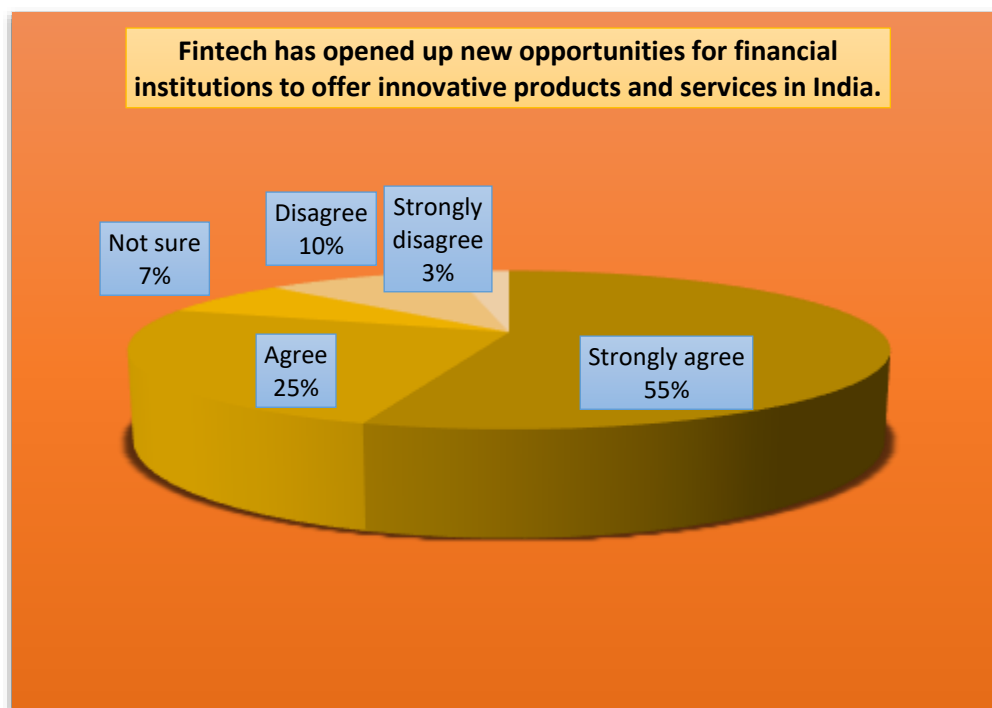 Fintech has opened up new opportunities for financial
institutions to offer innovative products and services in India.
Strongly agree
55%
Agree
25%
Not sure
7%
Disagree
10%
Strongly
disagree
3%